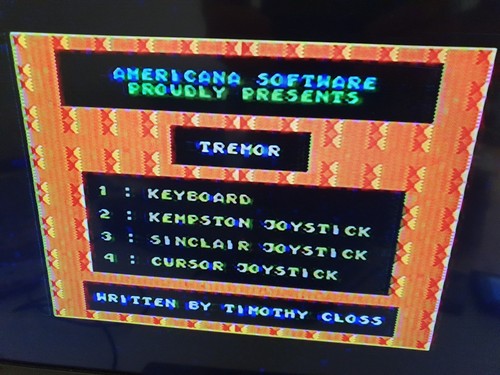 AMERICANA SOFTWARE
PROUDLY PRESENTS
TREMOR
1 : KEYBOARD
2 : KEMPSTON JOYSTICK
3 : SINCLAIR JOYSTICK
4 : CURSOR JOYSTICK
WRITTEN BY TIMOTHY CLOSS